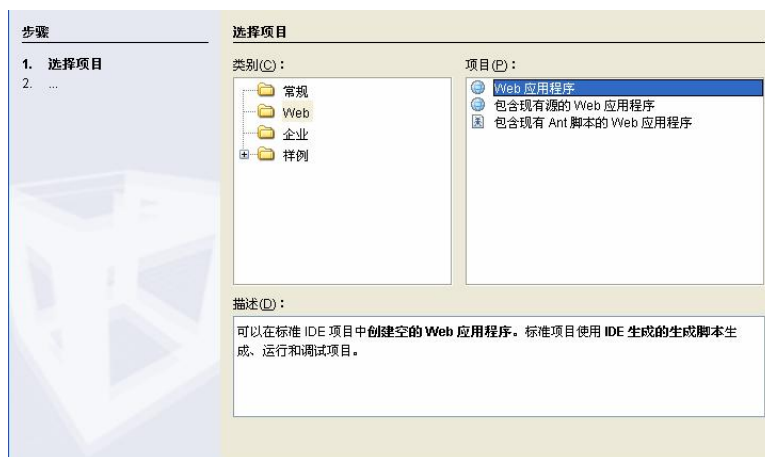 步骤
1. 选择项目
2. ...
选择项目
类别(C)：
常规
Web
企业
样例
项目(P)：
Web 应用程序
包含现有源的 Web 应用程序
包含现有 Ant 脚本的 Web 应用程序
描述(D)：
可以在标准 IDE 项目中创建空的 Web 应用程序。标准项目使用 IDE 生成的生成脚本生
成、运行和调试项目。